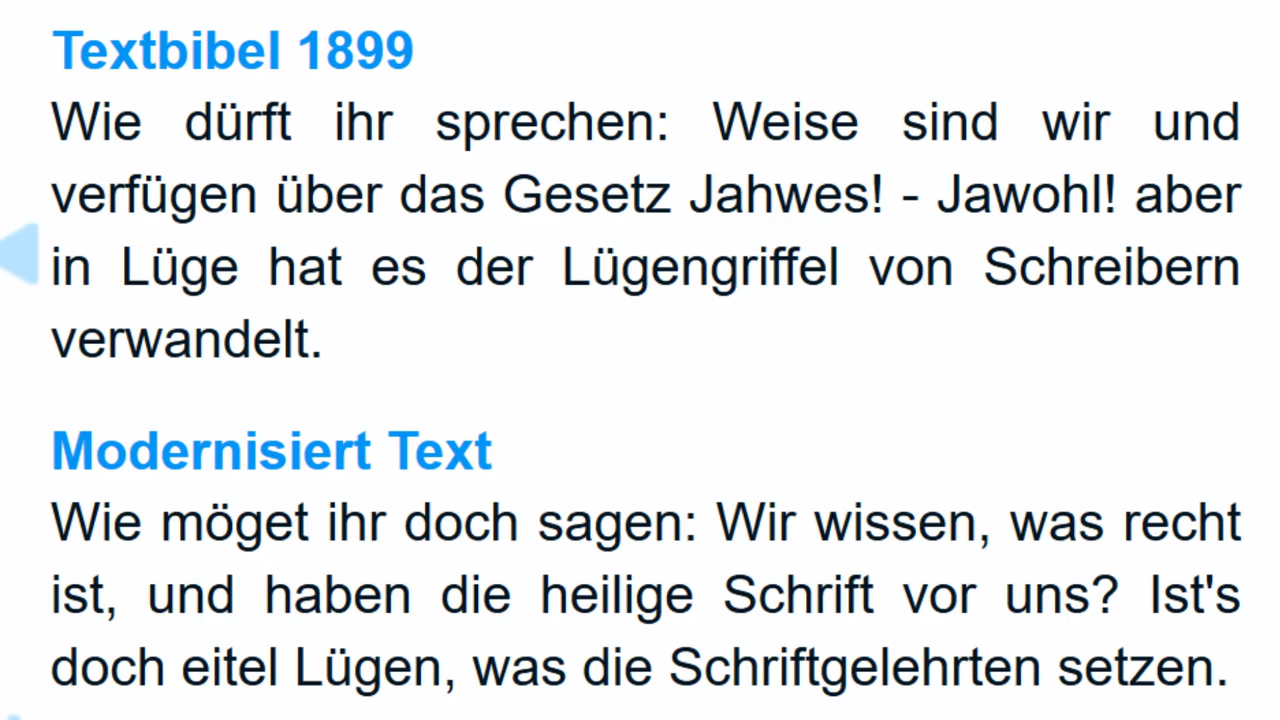 Textbibel 1899
Wie dürft ihr sprechen: Weise sind wir und
verfügen über das Gesetz Jahwes! - Jawohl! aber
in Lüge hat es der Lügengriffel von Schreibern
verwandelt.
Modernisiert Text
Wie möget ihr doch sagen: Wir wissen, was recht
ist, und haben die heilige Schrift vor uns? Ist's
doch eitel Lügen, was die Schriftgelehrten setzen.